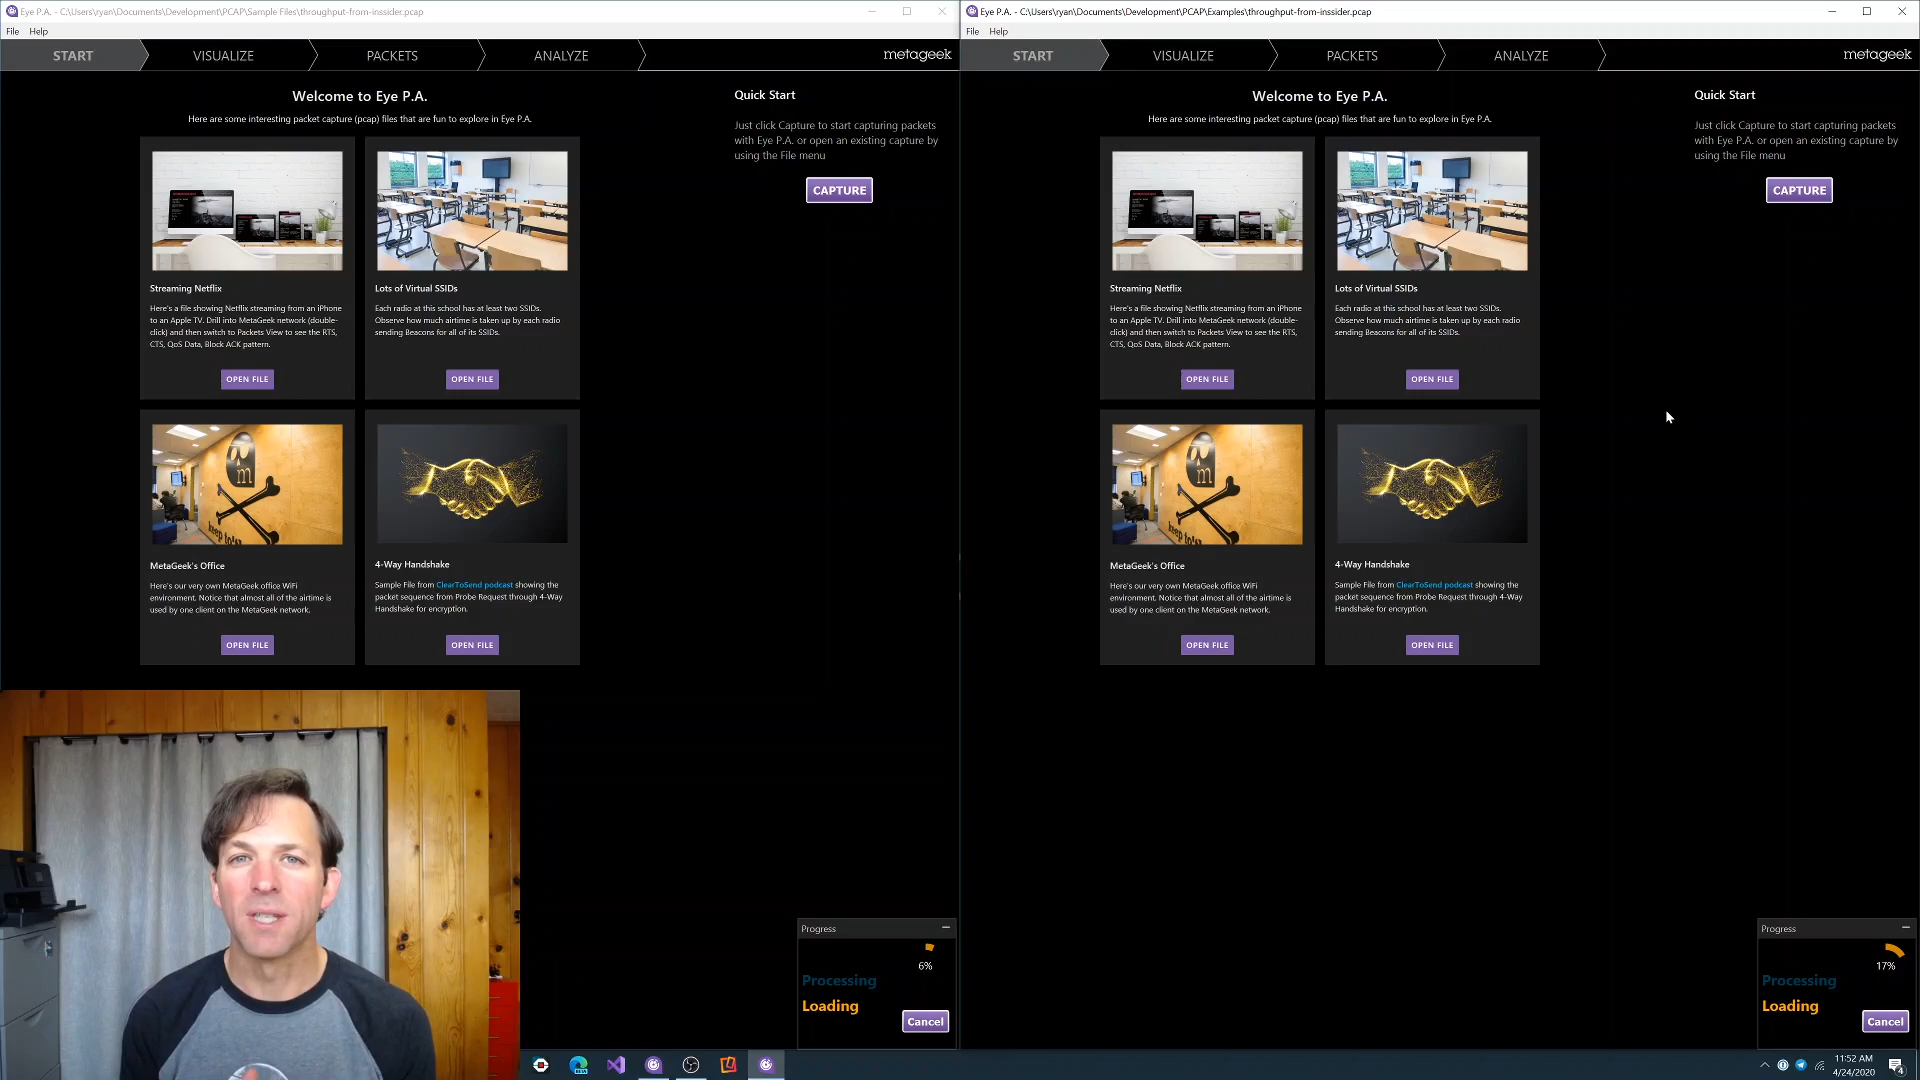 Eye P.A. - C:\Users\ryan\Documents\Development\PCAP\Sample Files\throughput-from-inssider.pcap
File Help
START VISUALIZE PACKETS ANALYZE metageek
Welcome to Eye P.A.
Here are some interesting packet capture (pcap) files that are fun to explore in Eye P.A.
Streaming Netflix
Here's a file showing Netflix streaming from an iPhone
to an Apple TV. Drill into MetaGeek network (double-
click) and then switch to Packets View to see the RTS,
CTS, QoS Data, Block ACK pattern.
OPEN FILE
Lots of Virtual SSIDs
Each radio at this school has at least two SSIDs.
Observe how much airtime is taken up by each radio
sending Beacons for all of its SSIDs.
OPEN FILE
m
keep to
MetaGeek's Office
Here's our very own MetaGeek office WiFi
environment. Notice that almost all of the airtime is
used by one client on the MetaGeek network.
OPEN FILE
4-Way Handshake
Sample File from ClearToSend podcast showing the
packet sequence from Probe Request through 4-Way
Handshake for encryption.
OPEN FILE
Quick Start
Just click Capture to start capturing packets
with Eye P.A. or open an existing capture by
using the File menu
CAPTURE
Progress
6%
Processing
Loading
Cancel
Eye P.A. - C:\Users\ryan\Documents\Development\PCAP\Examples\throughput-from-inssider.pcap
File Help
START VISUALIZE PACKETS ANALYZE metageek
Welcome to Eye P.A.
Here are some interesting packet capture (pcap) files that are fun to explore in Eye P.A.
Streaming Netflix
Here's a file showing Netflix streaming from an iPhone
to an Apple TV. Drill into MetaGeek network (double-
click) and then switch to Packets View to see the RTS,
CTS, QoS Data, Block ACK pattern.
OPEN FILE
Lots of Virtual SSIDs
Each radio at this school has at least two SSIDs.
Observe how much airtime is taken up by each radio
sending Beacons for all of its SSIDs.
OPEN FILE
m
keep to
MetaGeek's Office
Here's our very own MetaGeek office WiFi
environment. Notice that almost all of the airtime is
used by one client on the MetaGeek network.
OPEN FILE
4-Way Handshake
Sample File from ClearToSend podcast showing the
packet sequence from Probe Request through 4-Way
Handshake for encryption.
OPEN FILE
Quick Start
Just click Capture to start capturing packets
with Eye P.A. or open an existing capture by
using the File menu
CAPTURE
Progress
17%
Processing
Loading
Cancel
11:52 AM
4/24/2020
4